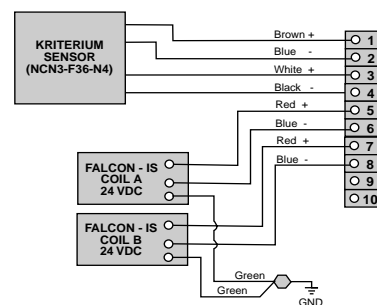 KRITERIUM
SENSOR
(NCN3-F36-N4)
Brown +
Blue -
White +
Black -
Red +
Blue -
Red +
Blue -
1
2
3
4
5
6
7
8
9
10
FALCON - IS
COIL A
24 VDC
FALCON - IS
COIL B
24 VDC
Green
Green
GND